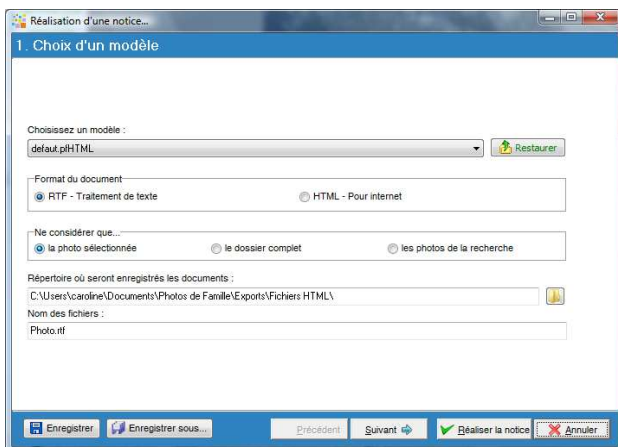 Réalisation d'une notice...
1. Choix d'un modèle
Choisissez un modèle :
defaut.pfHTML
Restaurer
Format du document
RTF - Traitement de texte
HTML - Pour internet
Ne considérer que...
la photo sélectionnée
le dossier complet
les photos de la recherche
Répertoire où seront enregistrés les documents :
C:\Users\caroline\Documents\Photos de Famille\Exports\Fichiers HTML\
Nom des fichiers :
Photo.rtf
Enregistrer
Enregistrer sous...
Précédent
Suivant
Réaliser la notice
Annuler